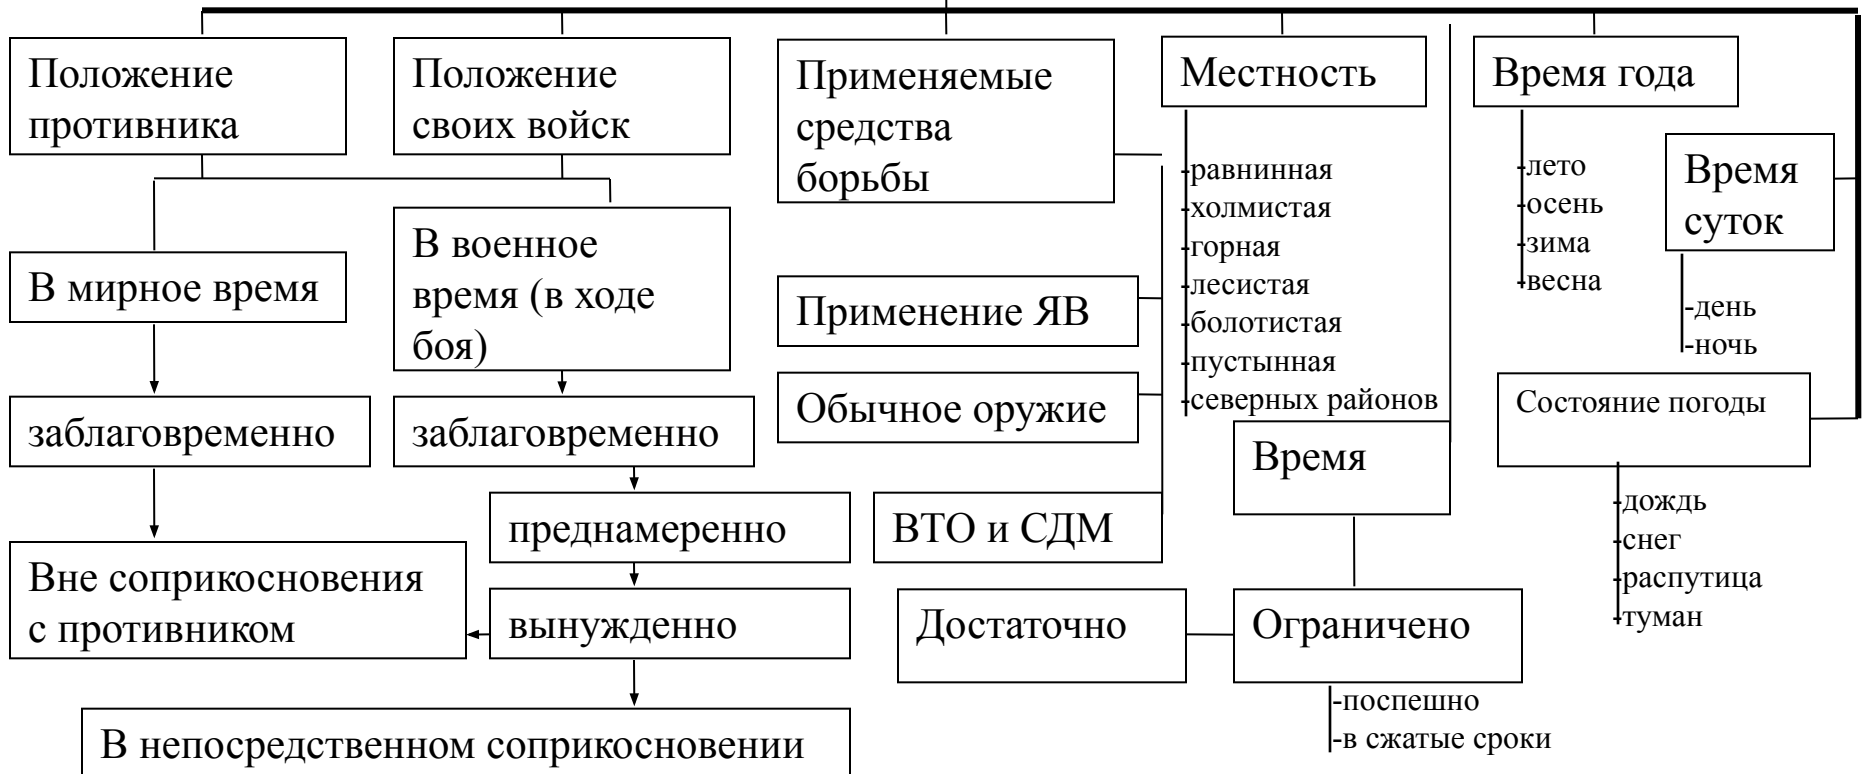 Положение
противника
Положение
своих войск
Применяемые
средства
борьбы
Местность
Время года
-равнинная
-холмистая
-горная
-лесистая
-болотистая
-пустынная
-северных районов
-лето
-осень
-зима
-весна
Время
суток
-день
-ночь
В мирное время
В военное
время (в ходе
боя)
Применение ЯВ
Обычное оружие
ВТО и СДМ
заблаговременно
заблаговременно
Время
Состояние погоды
-дождь
-снег
-распутица
-туман
преднамеренно
Вне соприкосновения
с противником
вынужденно
Достаточно
Ограничено
-поспешно
-в сжатые сроки
В непосредственном соприкосновении